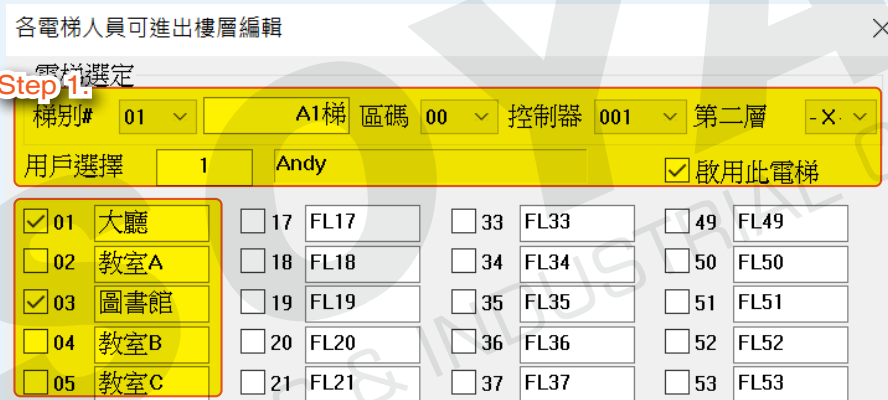 各電梯人員可進出樓層編輯
電梯選定
Step 1:
梯別# 01 A1梯 區碼 00 控制器 001 第二層 -X-
用戶選擇 1 Andy 啟用此電梯
01 大廳 17 FL17 33 FL33 49 FL49
02 教室A 18 FL18 34 FL34 50 FL50
03 圖書館 19 FL19 35 FL35 51 FL51
04 教室B 20 FL20 36 FL36 52 FL52
05 教室C 21 FL21 37 FL37 53 FL53
SOYA
& INDUSTRIAL